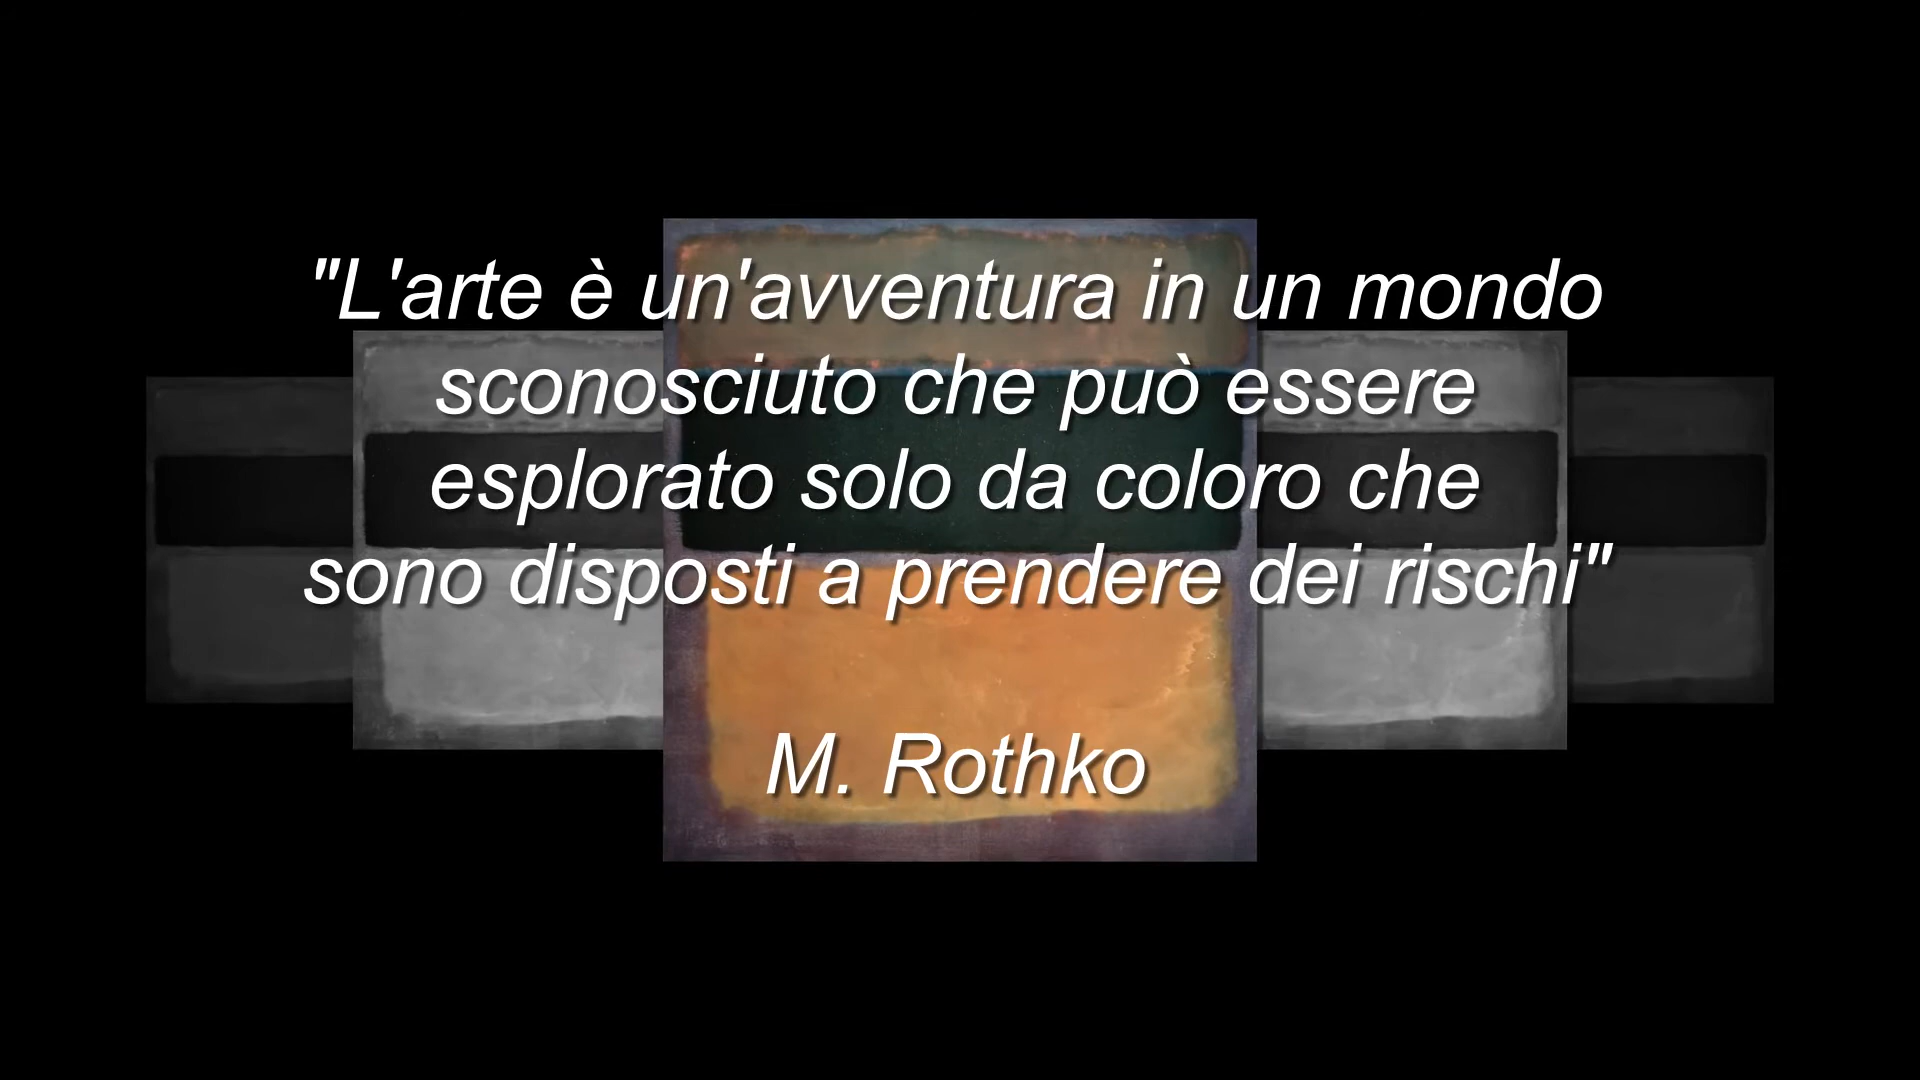 "L'arte è un'avventura in un mondo
sconosciuto che può essere
esplorato solo da coloro che
sono disposti a prendere dei rischi"
M. Rothko